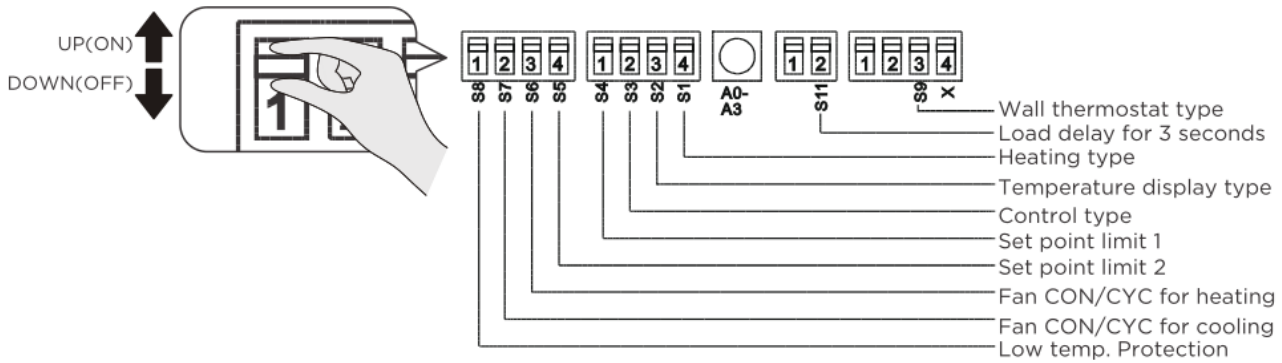 UP(ON)
DOWN(OFF)
1
1 2 3 4
1 2 3 4
1 2
1 2 3 4
S8 S7 S6 S5
S4 S3 S2 S1
A0-
A3
S11
S9 X
Wall thermostat type
Load delay for 3 seconds
Heating type
Temperature display type
Control type
Set point limit 1
Set point limit 2
Fan CON/CYC for heating
Fan CON/CYC for cooling
Low temp. Protection